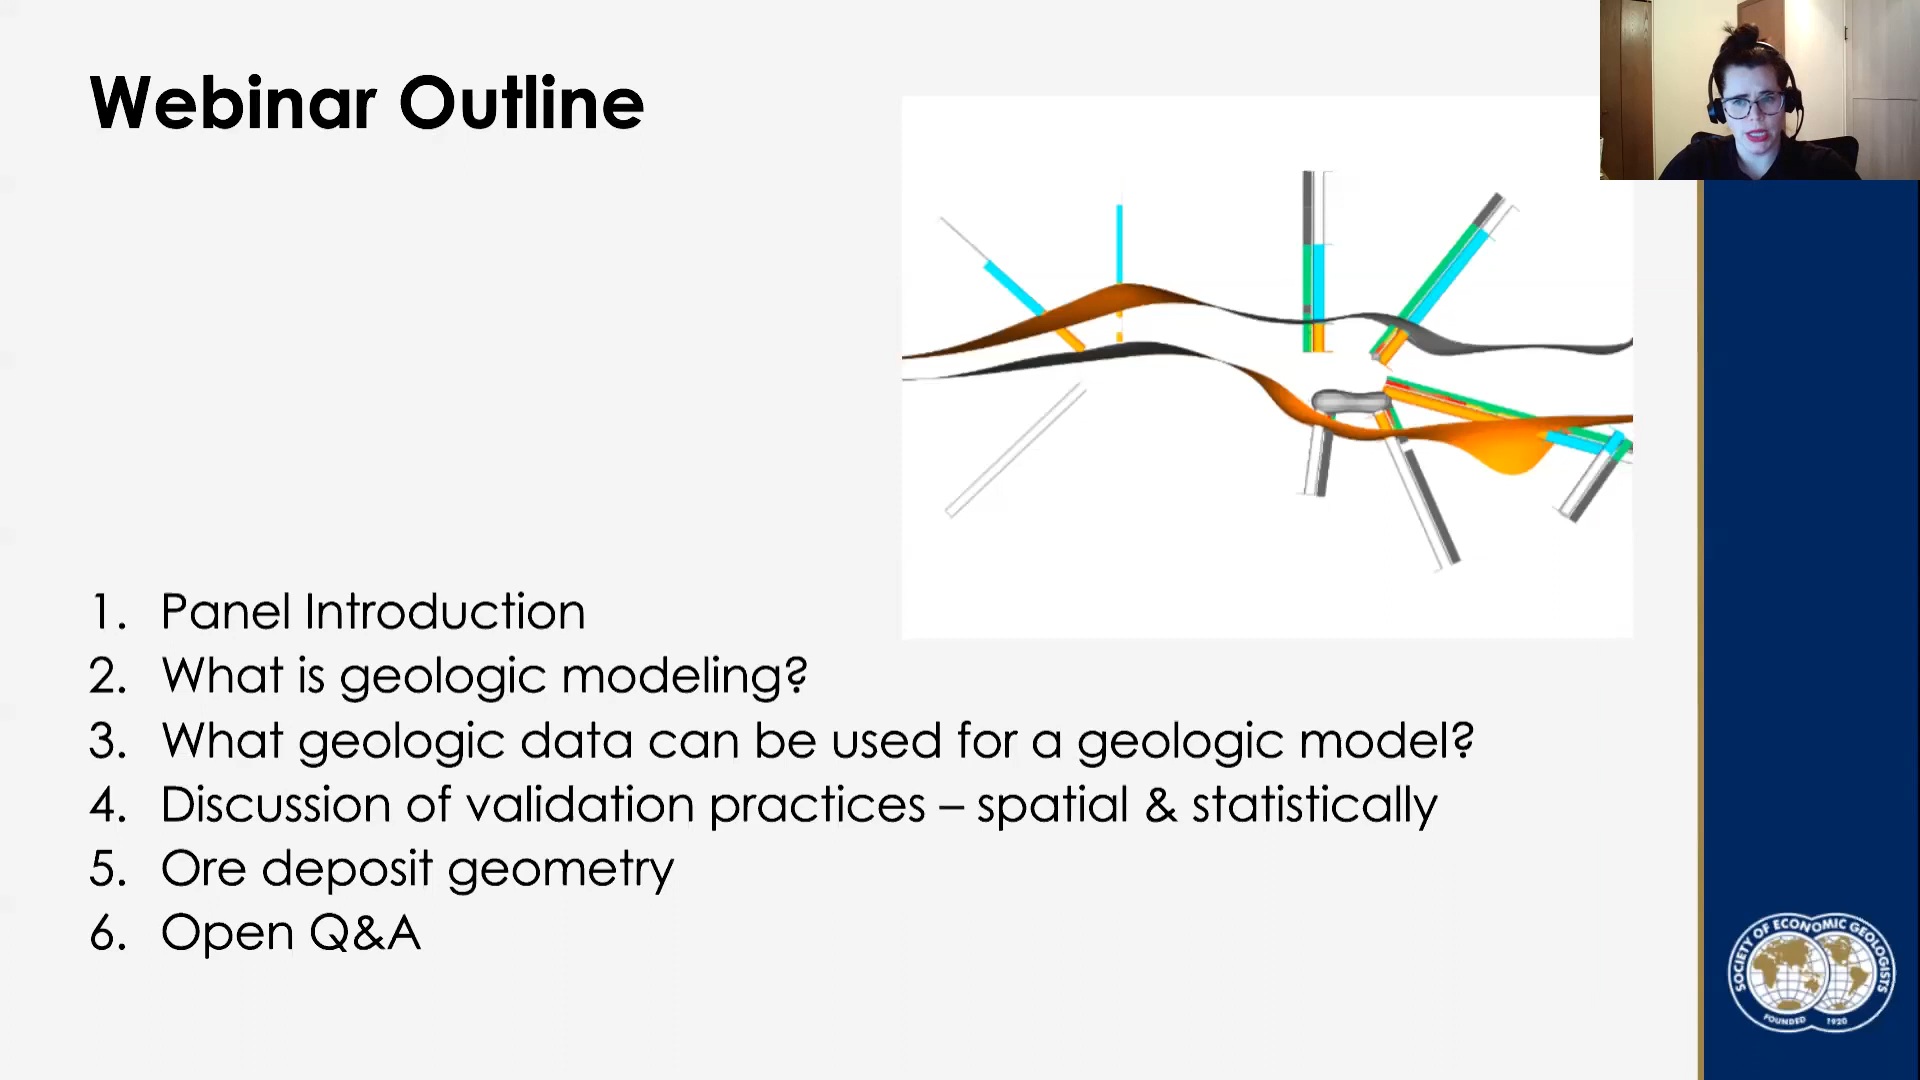 Webinar Outline
1. Panel Introduction
2. What is geologic modeling?
3. What geologic data can be used for a geologic model?
4. Discussion of validation practices – spatial & statistically
5. Ore deposit geometry
6. Open Q&A
SOCIETY OF ECONOMIC GEOLOGISTS
FOUNDED 1920